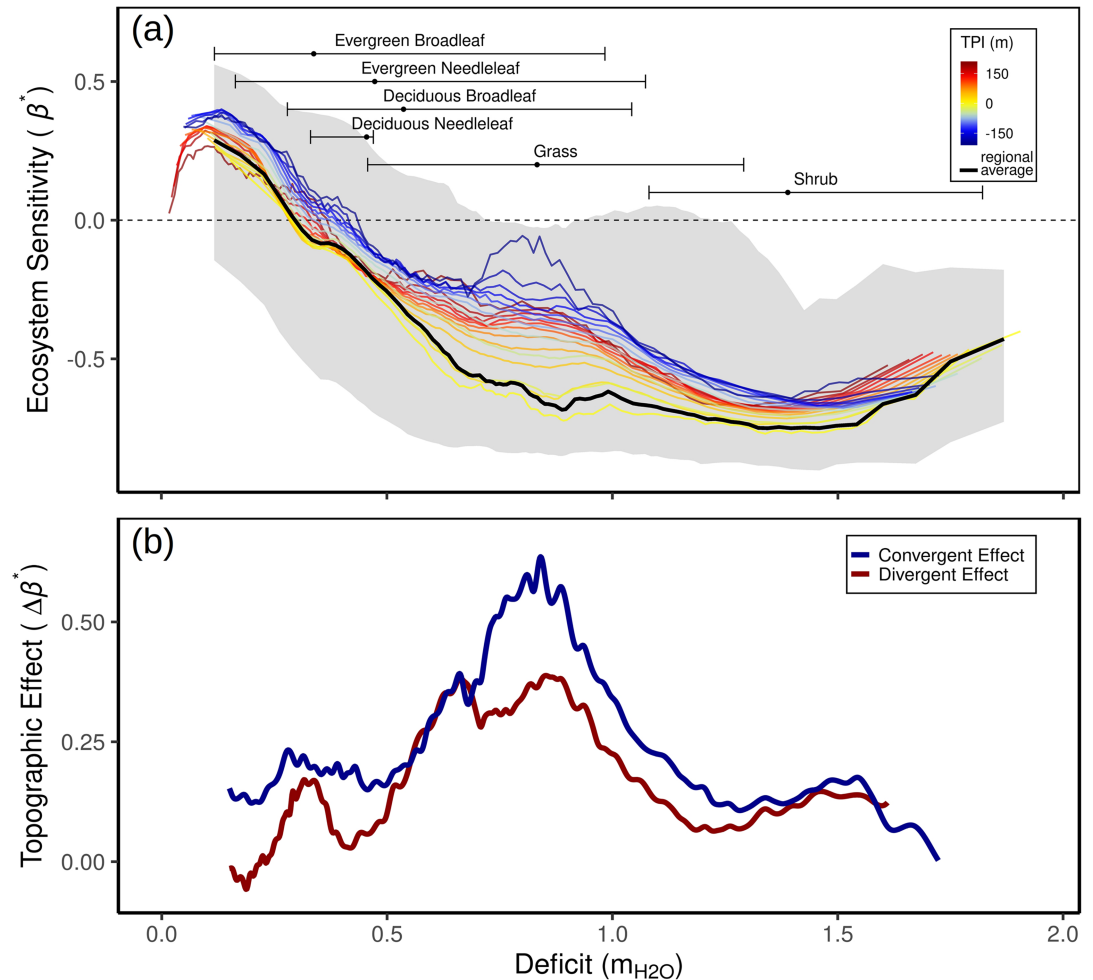 (a)
Evergreen Broadleaf
Evergreen Needleleaf
Deciduous Broadleaf
Deciduous Needleleaf
Grass
Shrub
TPI (m)
150
0
-150
regional
average
Ecosystem Sensitivity ( β*)
0.5
0.0
-0.5
(b)
Convergent Effect
Divergent Effect
Topographic Effect ( Δβ*)
0.50
0.25
0.00
0.0 0.5 1.0 1.5 2.0
Deficit (mH2O)